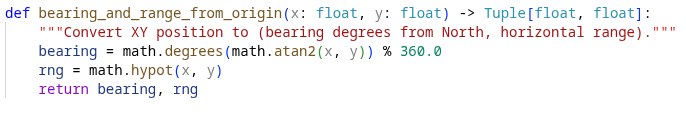 def bearing_and_range_from_origin(x: float, y: float) -> Tuple[float, float]:
    """Convert XY position to (bearing degrees from North, horizontal range)."""
    bearing = math.degrees(math.atan2(x, y)) % 360.0
    rng = math.hypot(x, y)
    return bearing, rng